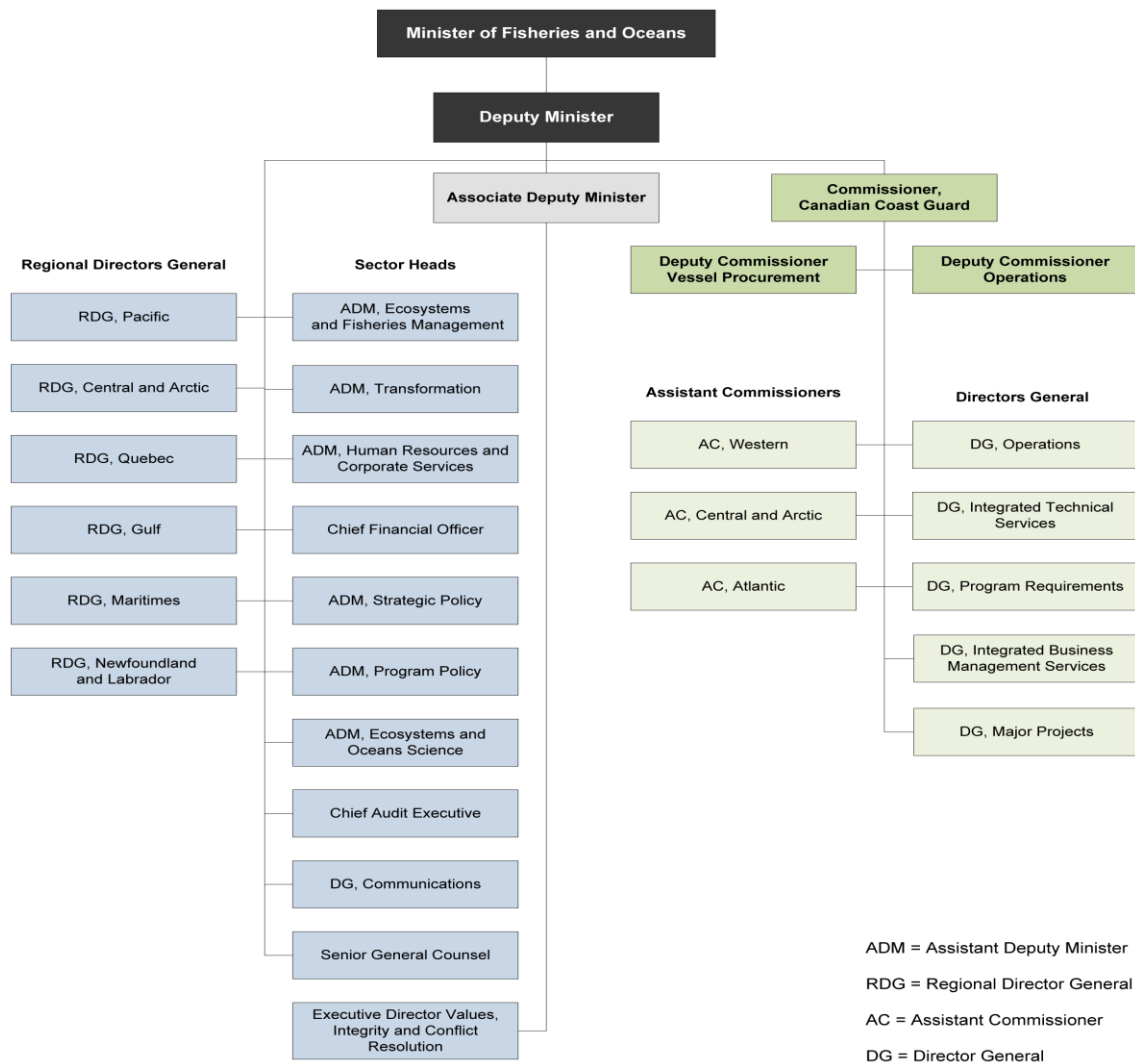 Minister of Fisheries and Oceans
Deputy Minister
Associate Deputy Minister
Commissioner,
Canadian Coast Guard
Deputy Commissioner
Vessel Procurement
Deputy Commissioner
Operations
Regional Directors General
RDG, Pacific
RDG, Central and Arctic
RDG, Quebec
RDG, Gulf
RDG, Maritimes
RDG, Newfoundland
and Labrador
Sector Heads
ADM, Ecosystems
and Fisheries Management
ADM, Transformation
ADM, Human Resources and
Corporate Services
Chief Financial Officer
ADM, Strategic Policy
ADM, Program Policy
ADM, Ecosystems and
Oceans Science
Chief Audit Executive
DG, Communications
Senior General Counsel
Executive Director Values,
Integrity and Conflict
Resolution
Assistant Commissioners
AC, Western
AC, Central and Arctic
AC, Atlantic
Directors General
DG, Operations
DG, Integrated Technical
Services
DG, Program Requirements
DG, Integrated Business
Management Services
DG, Major Projects
ADM = Assistant Deputy Minister
RDG = Regional Director General
AC = Assistant Commissioner
DG = Director General